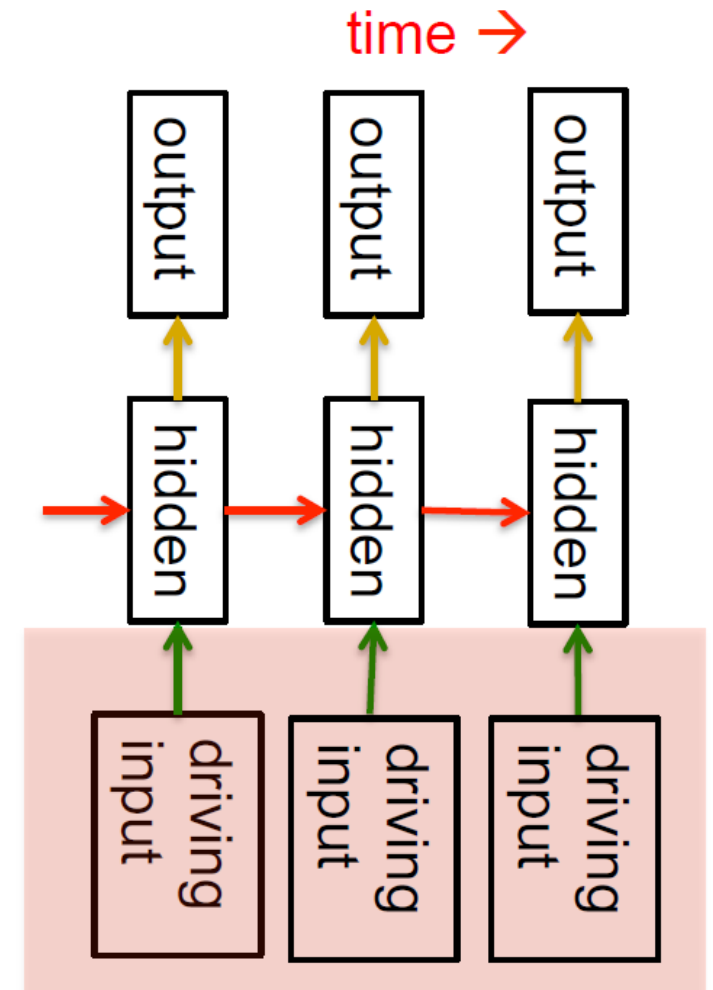 time →
output
output
output
hidden
hidden
hidden
driving
input
driving
input
driving
input